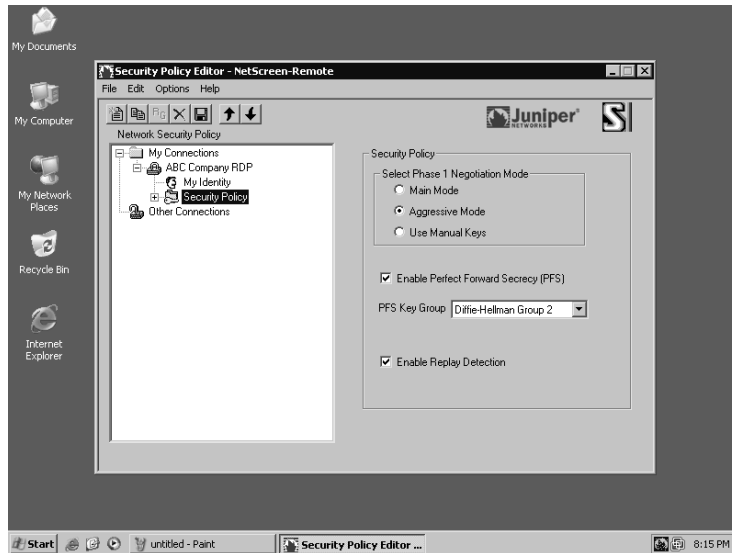 My Documents
My Computer
My Network
Places
Recycle Bin
Internet
Explorer
Security Policy Editor - NetScreen-Remote
File Edit Options Help
Juniper
NETWORKS
Network Security Policy
My Connections
ABC Company RDP
My Identity
Security Policy
Other Connections
Security Policy
Select Phase 1 Negotiation Mode
Main Mode
Aggressive Mode
Use Manual Keys
Enable Perfect Forward Secrecy (PFS)
PFS Key Group Diffie-Hellman Group 2
Enable Replay Detection
Start
untitled - Paint
Security Policy Editor ...
8:15 PM